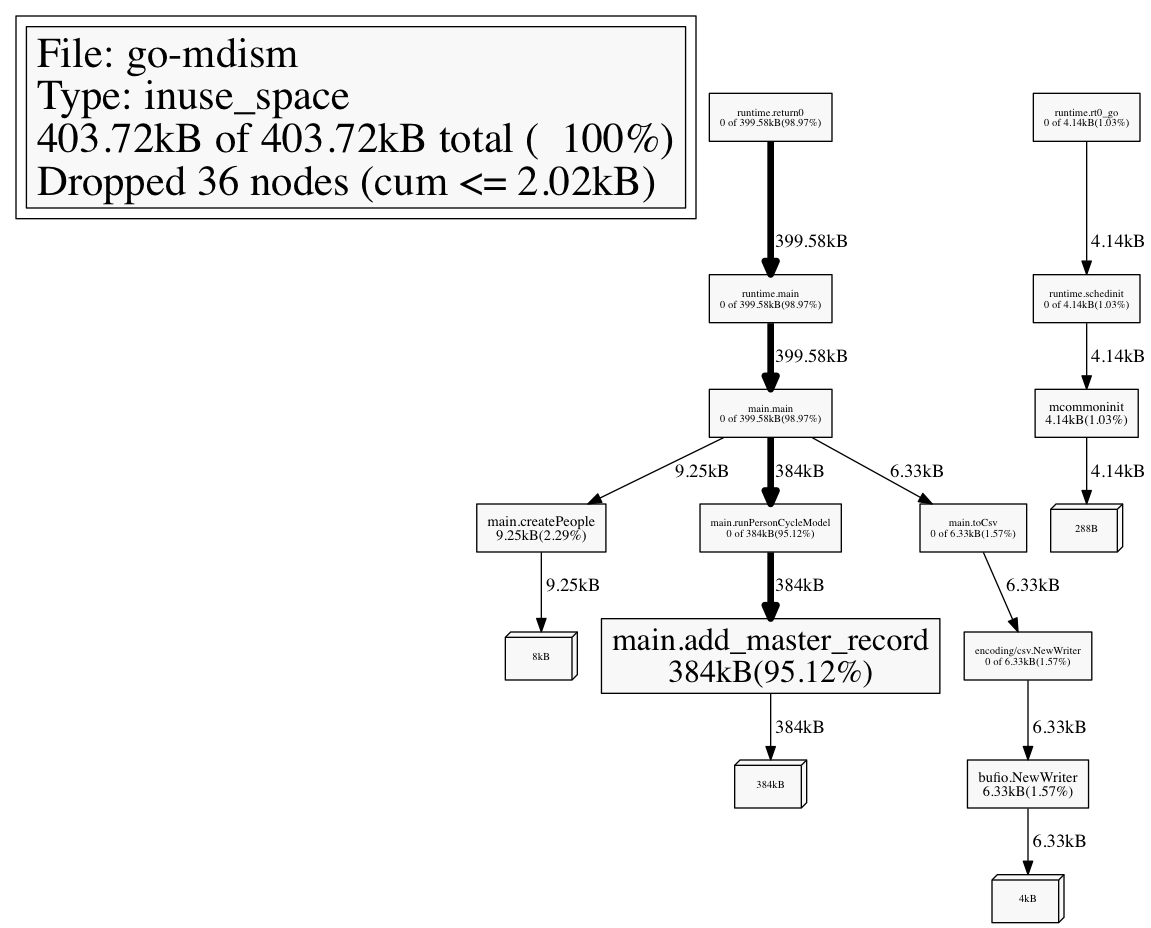 File: go-mdism
Type: inuse_space
403.72kB of 403.72kB total (  100%)
Dropped 36 nodes (cum <= 2.02kB)
runtime.return0
0 of 399.58kB(98.97%)
runtime.rt0_go
0 of 4.14kB(1.03%)
399.58kB
4.14kB
runtime.main
0 of 399.58kB(98.97%)
runtime.schedinit
0 of 4.14kB(1.03%)
399.58kB
4.14kB
main.main
0 of 399.58kB(98.97%)
mcommoninit
4.14kB(1.03%)
9.25kB
384kB
6.33kB
4.14kB
main.createPeople
9.25kB(2.29%)
main.runPersonCycleModel
0 of 384kB(95.12%)
main.toCsv
0 of 6.33kB(1.57%)
288B
9.25kB
384kB
6.33kB
8kB
main.add_master_record
384kB(95.12%)
encoding/csv.NewWriter
0 of 6.33kB(1.57%)
384kB
6.33kB
384kB
bufio.NewWriter
6.33kB(1.57%)
6.33kB
4kB